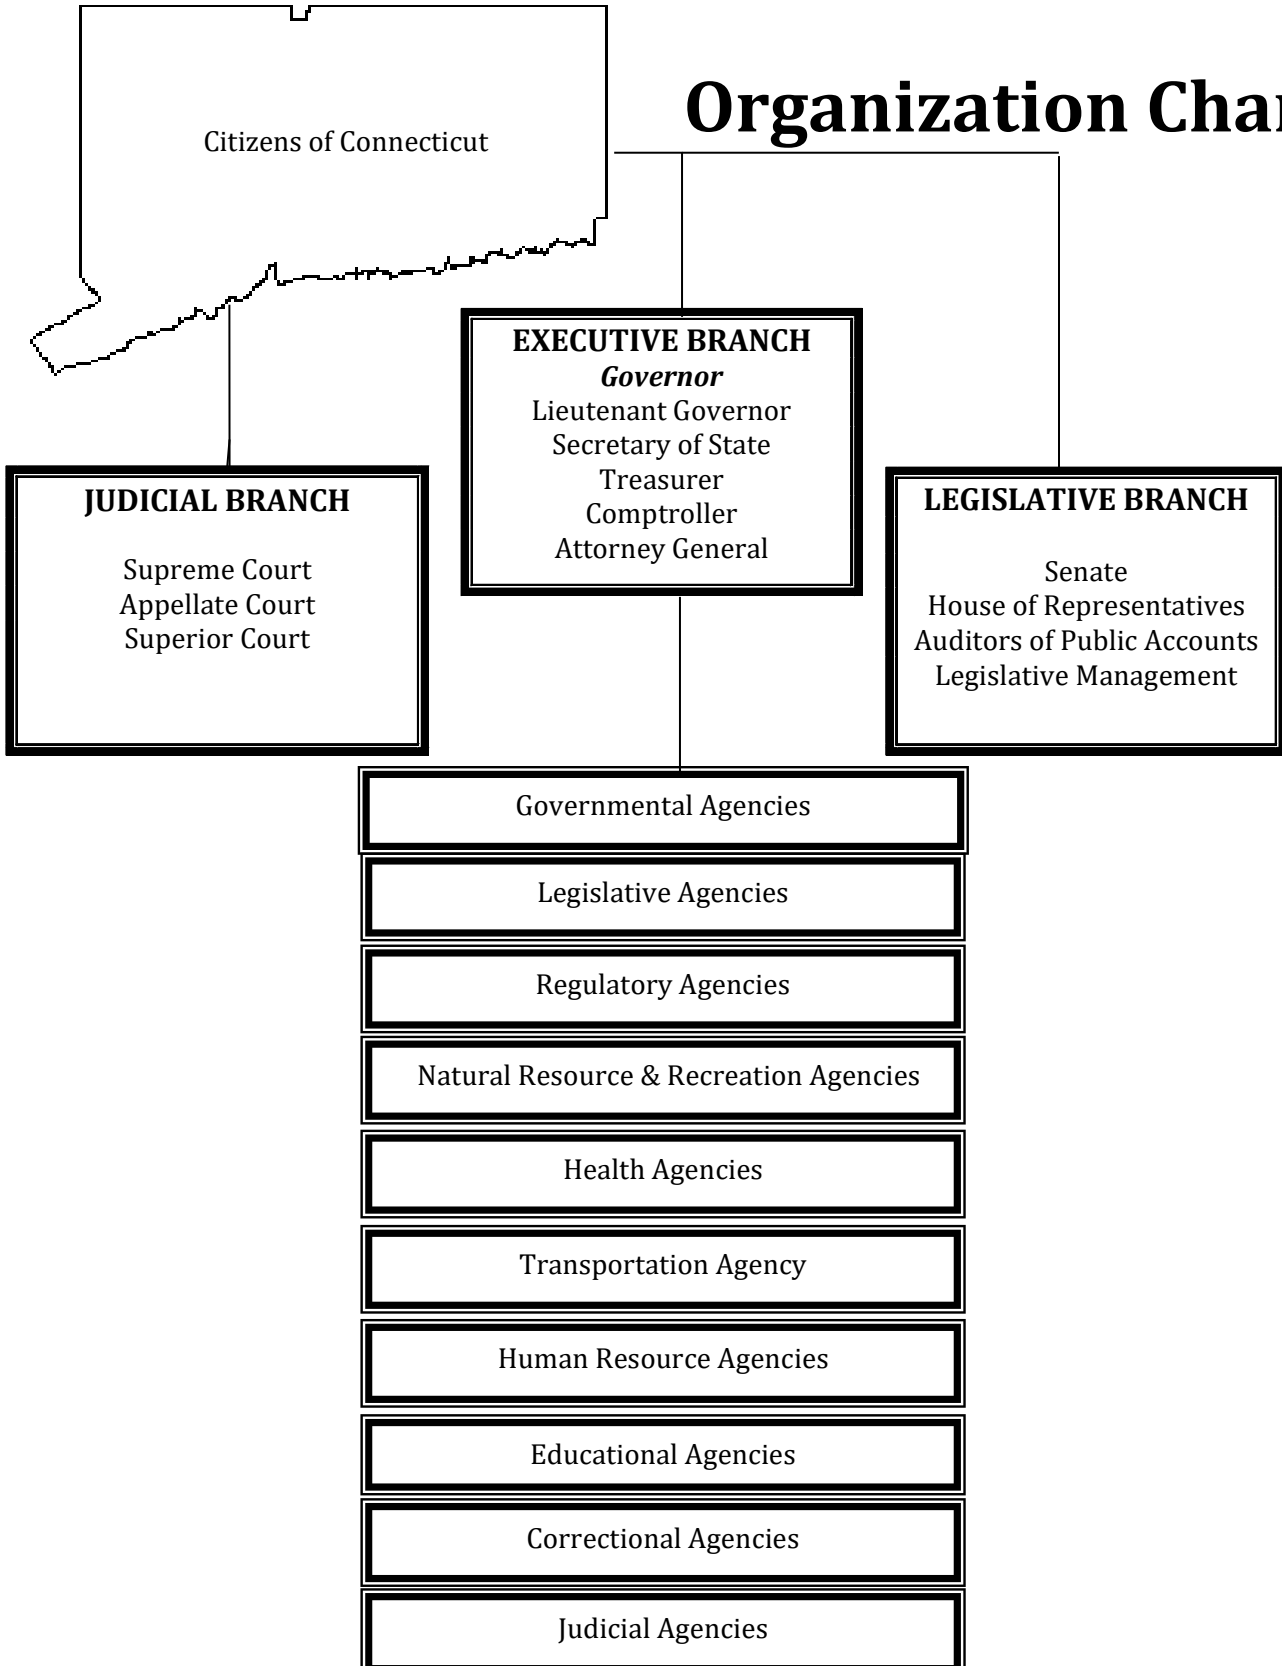 Organization Char
Citizens of Connecticut
EXECUTIVE BRANCH
Governor
Lieutenant Governor
Secretary of State
Treasurer
Comptroller
Attorney General
JUDICIAL BRANCH
Supreme Court
Appellate Court
Superior Court
LEGISLATIVE BRANCH
Senate
House of Representatives
Auditors of Public Accounts
Legislative Management
Governmental Agencies
Legislative Agencies
Regulatory Agencies
Natural Resource & Recreation Agencies
Health Agencies
Transportation Agency
Human Resource Agencies
Educational Agencies
Correctional Agencies
Judicial Agencies